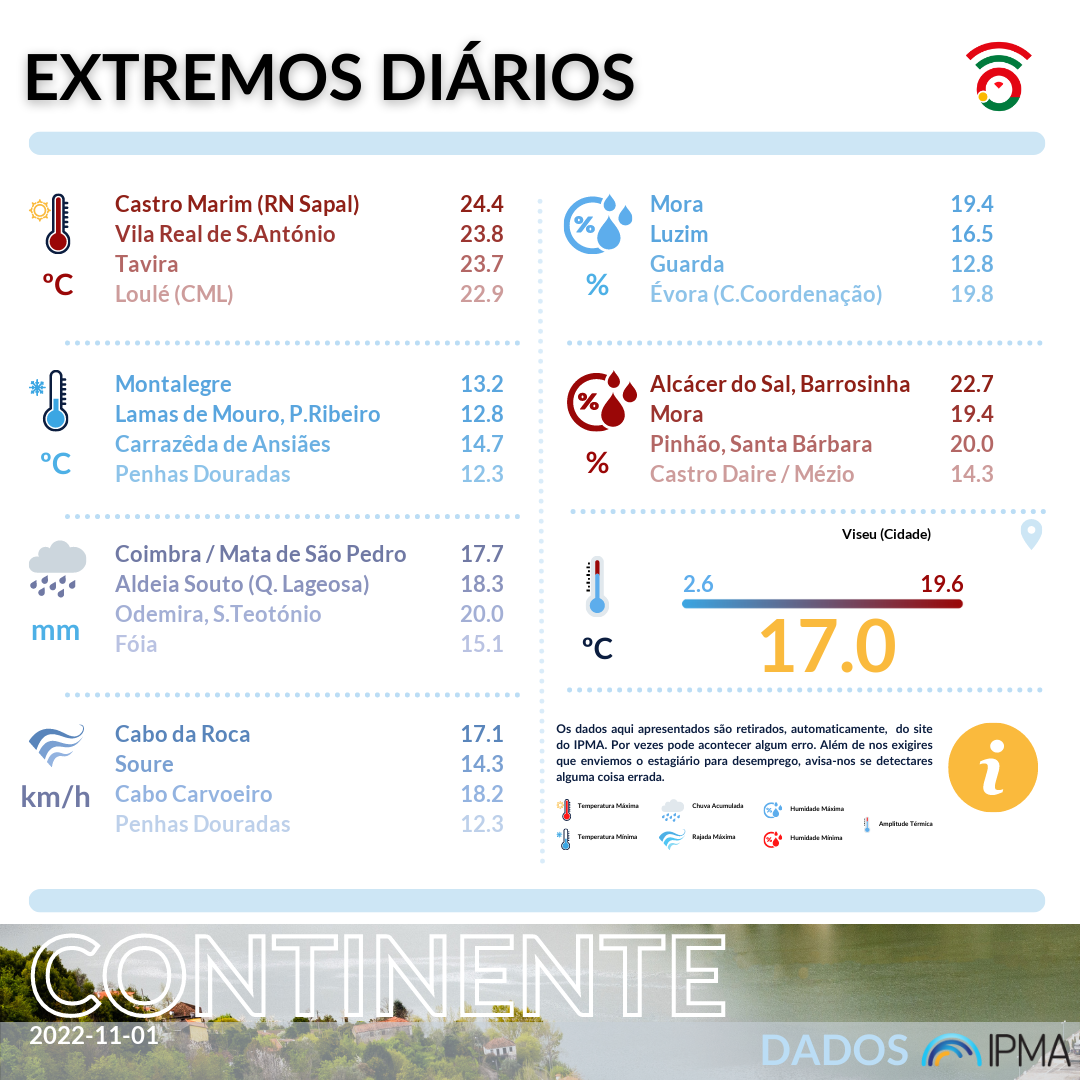 EXTREMOS DIÁRIOS
Castro Marim (RN Sapal) 24.4
Vila Real de S.António 23.8
Tavira 23.7
Loulé (CML) 22.9
ºC
Montalegre 13.2
Lamas de Mouro, P.Ribeiro 12.8
Carrazêda de Ansiães 14.7
Penhas Douradas 12.3
ºC
Coimbra / Mata de São Pedro 17.7
Aldeia Souto (Q. Lageosa) 18.3
Odemira, S.Teotónio 20.0
Fóia 15.1
mm
Cabo da Roca 17.1
Soure 14.3
Cabo Carvoeiro 18.2
Penhas Douradas 12.3
km/h
%
Mora 19.4
Luzim 16.5
Guarda 12.8
Évora (C.Coordenação) 19.8
%
%
Alcácer do Sal, Barrosinha 22.7
Mora 19.4
Pinhão, Santa Bárbara 20.0
Castro Daire / Mézio 14.3
%
Viseu (Cidade)
2.6 19.6
17.0
ºC
Os dados aqui apresentados são retirados, automaticamente, do site
do IPMA. Por vezes pode acontecer algum erro. Além de nos exigires
que enviemos o estagiário para desemprego, avisa-nos se detectares
alguma coisa errada.
i
Temperatura Máxima
Chuva Acumulada
Humidade Máxima
Amplitude Térmica
Temperatura Mínima
Rajada Máxima
Humidade Mínima
CONTINENTE
2022-11-01
DADOS IPMA